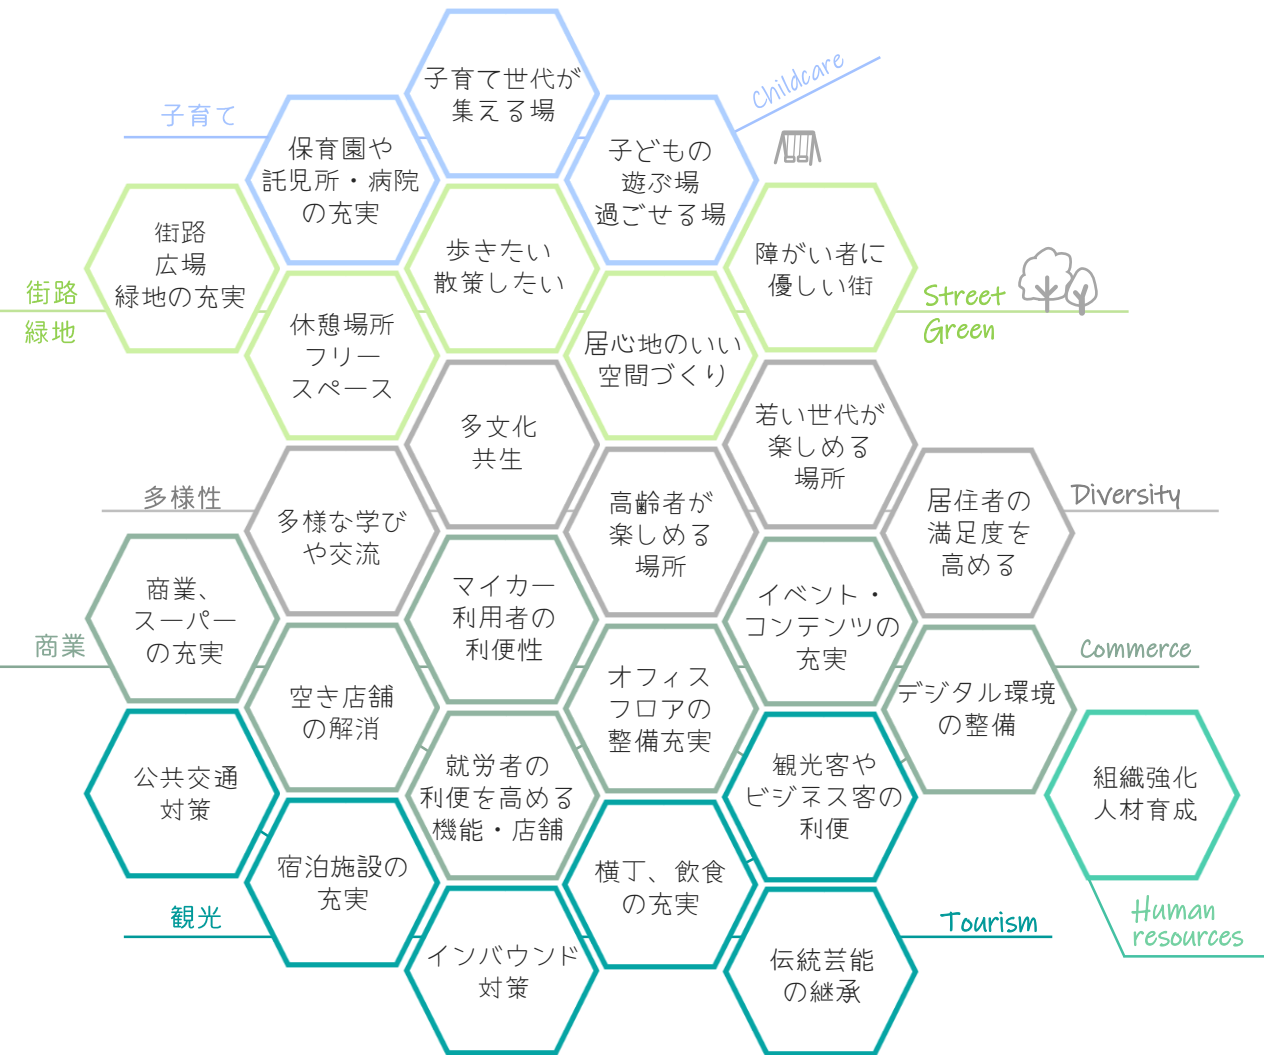 子育て世代が
集える場
Childcare
子育て
保育園や
託児所・病院
の充実
子どもの
遊ぶ場
過ごせる場
街路
広場
緑地の充実
歩きたい
散策したい
障がい者に
優しい街
街路
緑地
Street
Green
休憩場所
フリー
スペース
居心地のいい
空間づくり
多文化
共生
若い世代が
楽しめる
場所
多様性
多様な学び
や交流
高齢者が
楽しめる
場所
居住者の
満足度を
高める
Diversity
商業、
スーパー
の充実
マイカー
利用者の
利便性
イベント・
コンテンツの
充実
商業
Commerce
空き店舗
の解消
オフィス
フロアの
整備充実
デジタル環境
の整備
公共交通
対策
就労者の
利便を高める
機能・店舗
観光客や
ビジネス客の
利便
組織強化
人材育成
宿泊施設の
充実
横丁、飲食
の充実
観光
Tourism
Human
resources
インバウンド
対策
伝統芸能
の継承